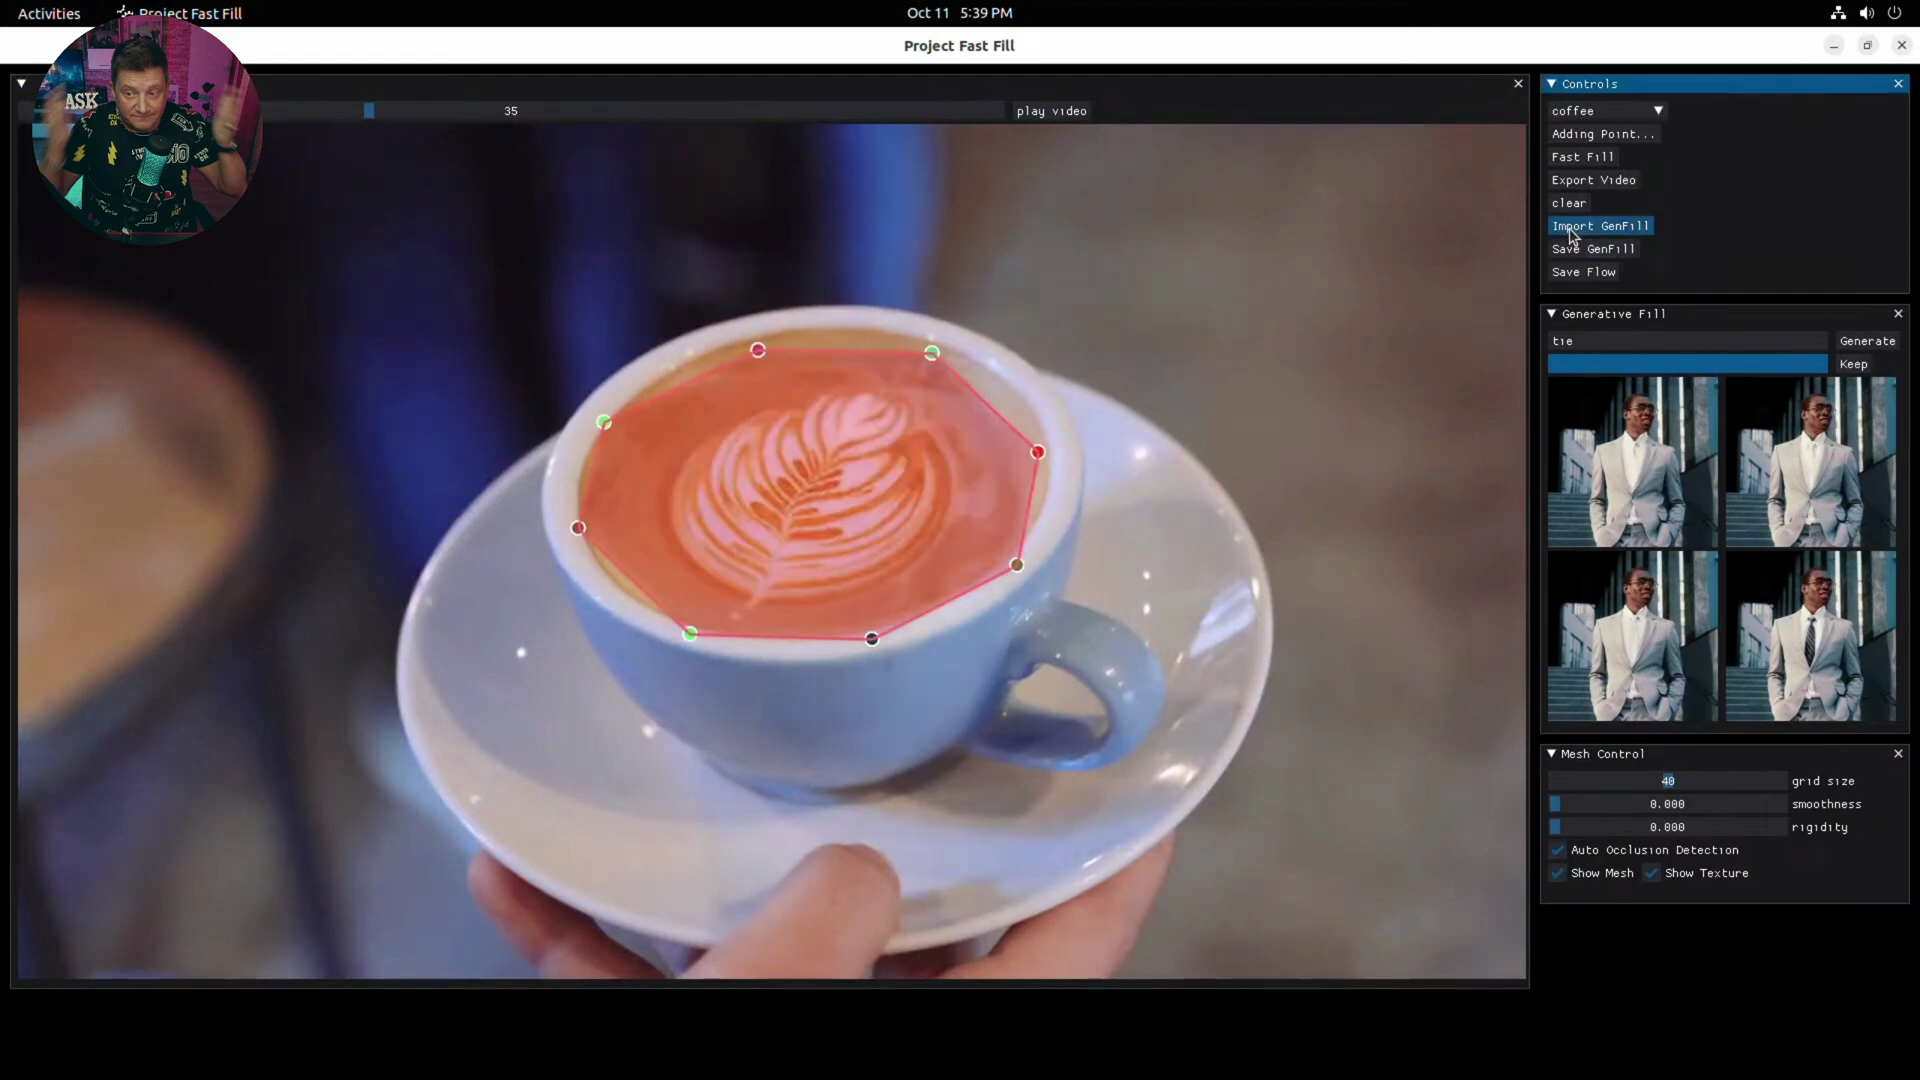 Activities
Project Fast Fill
Oct 11 5:39 PM
Project Fast Fill
ASK
35
play video
Controls
coffee
Adding Point...
Fast Fill
Export Video
clear
Import GenFill
Save GenFill
Save Flow
Generative Fill
tie
Generate
Keep
Mesh Control
40
grid size
0.000
smoothness
0.000
rigidity
Auto Occlusion Detection
Show Mesh
Show Texture